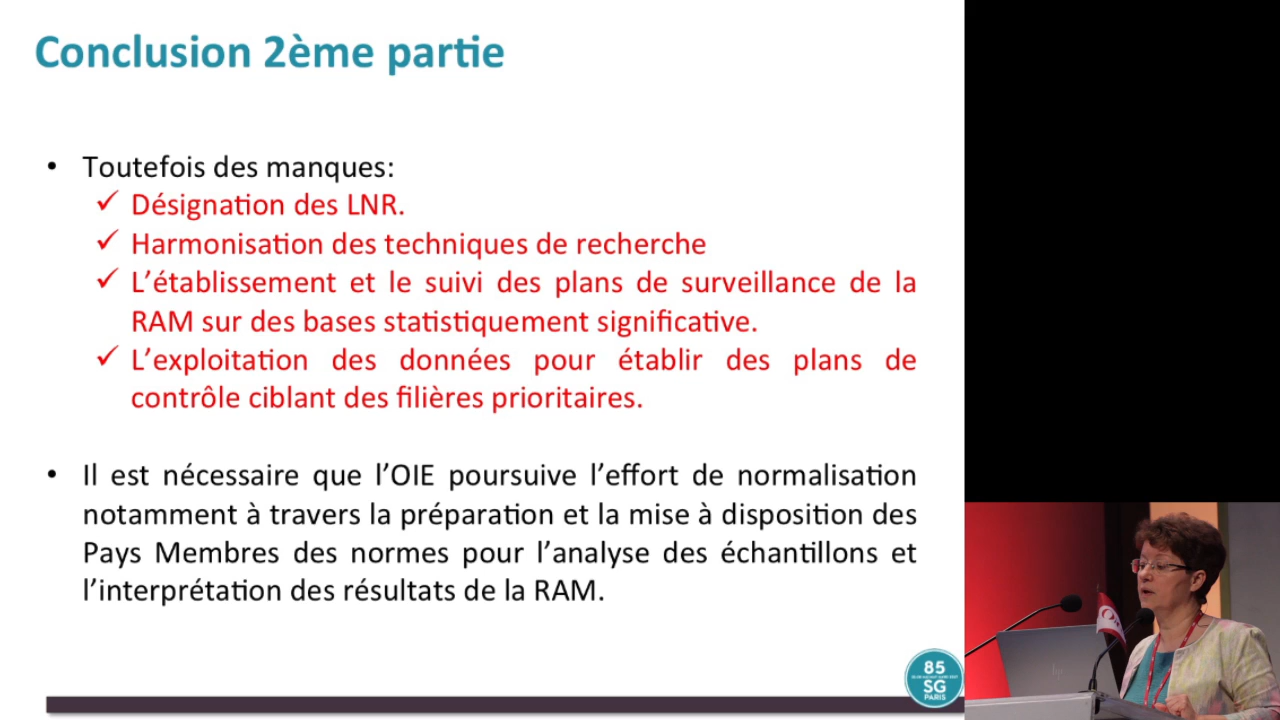 Conclusion 2ème partie
• Toutefois des manques:
✓ Désignation des LNR.
✓ Harmonisation des techniques de recherche
✓ L’établissement et le suivi des plans de surveillance de la
RAM sur des bases statistiquement significative.
✓ L’exploitation des données pour établir des plans de
contrôle ciblant des filières prioritaires.
• Il est nécessaire que l’OIE poursuive l’effort de normalisation
notamment à travers la préparation et la mise à disposition des
Pays Membres des normes pour l’analyse des échantillons et
l’interprétation des résultats de la RAM.
85
SG
PARIS